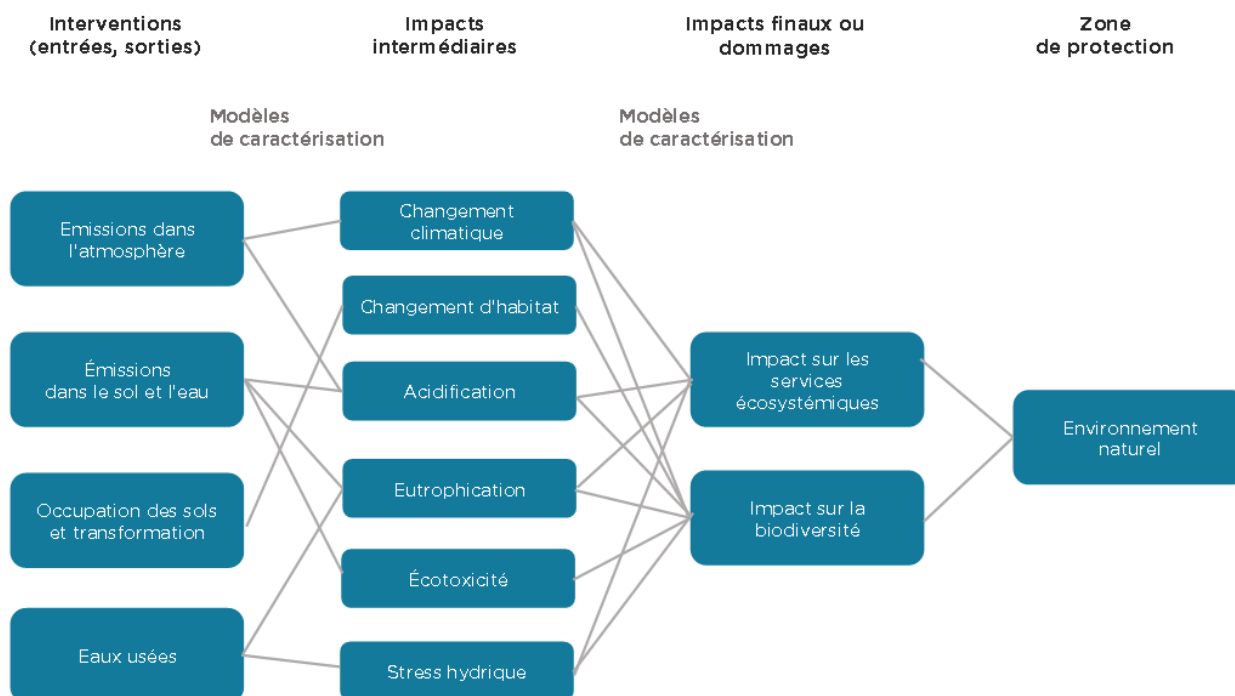 Interventions
(entrées, sorties)
Impacts
intermédiaires
Impacts finaux ou
dommages
Zone
de protection
Modèles
de caractérisation
Modèles
de caractérisation
Emissions dans
l'atmosphère
Émissions
dans le sol et l'eau
Occupation des sols
et transformation
Eaux usées
Changement
climatique
Changement d'habitat
Acidification
Eutrophication
Écotoxicité
Stress hydrique
Impact sur les
services
écosystémiques
Impact sur la
biodiversité
Environnement
naturel